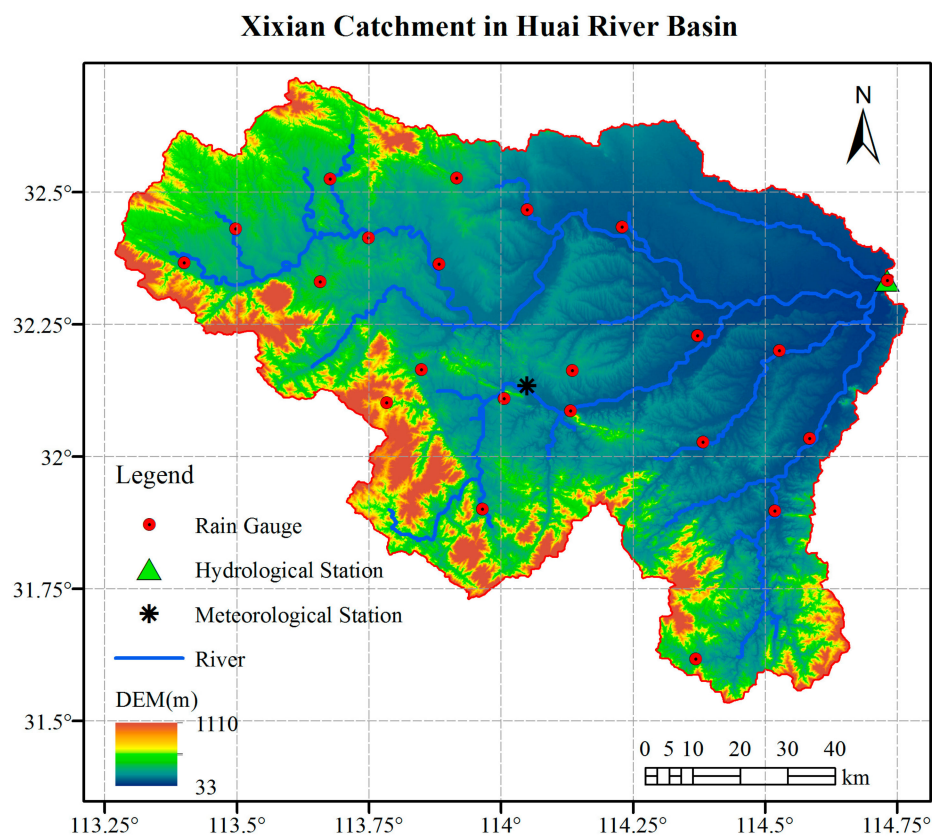 Xixian Catchment in Huai River Basin
N
32.5°
32.25°
32°
31.75°
31.5°
Legend
Rain Gauge
Hydrological Station
Meteorological Station
River
DEM(m)
1110
33
0 5 10 20 30 40
km
113.25° 113.5° 113.75° 114° 114.25° 114.5° 114.75°